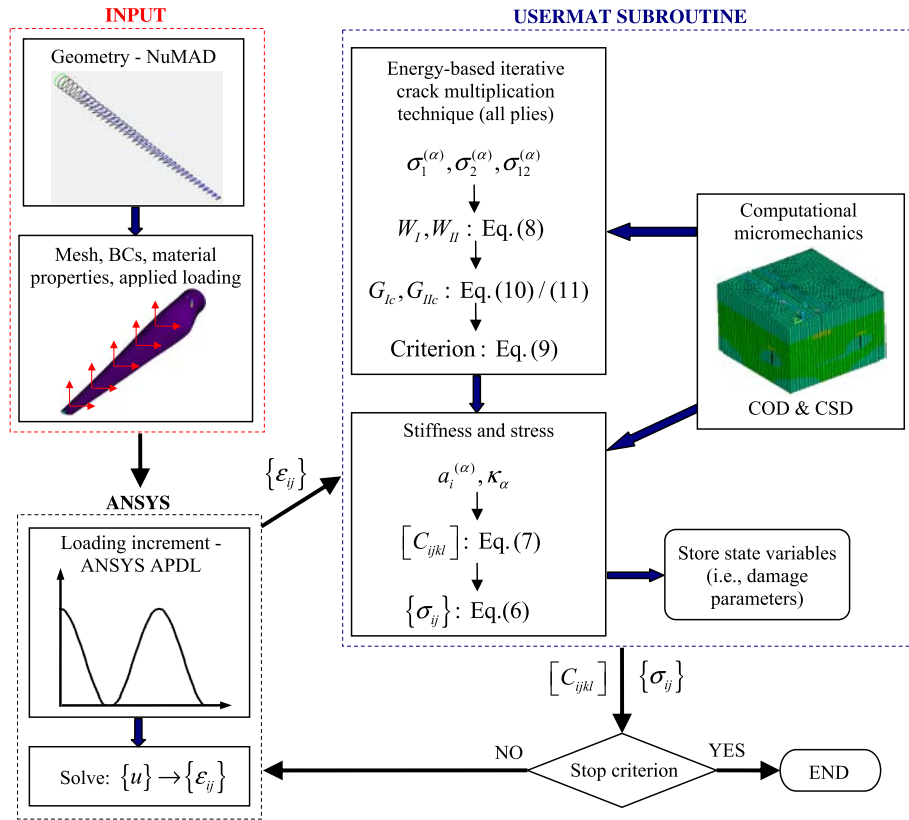 INPUT
Geometry - NuMAD
Mesh, BCs, material
properties, applied loading
ANSYS
Loading increment -
ANSYS APDL
Solve: {u} → {ε_ij}
{ε_ij}
USERMAT SUBROUTINE
Energy-based iterative
crack multiplication
technique (all plies)
σ_1^(α), σ_2^(α), σ_12^(α)
W_I, W_II : Eq. (8)
G_Ic, G_IIc : Eq. (10) / (11)
Criterion : Eq. (9)
Stiffness and stress
a_i^(α), κ_α
[C_ijkl] : Eq. (7)
{σ_ij} : Eq. (6)
Computational
micromechanics
COD & CSD
Store state variables
(i.e., damage
parameters)
[C_ijkl] {σ_ij}
NO
Stop criterion
YES
END